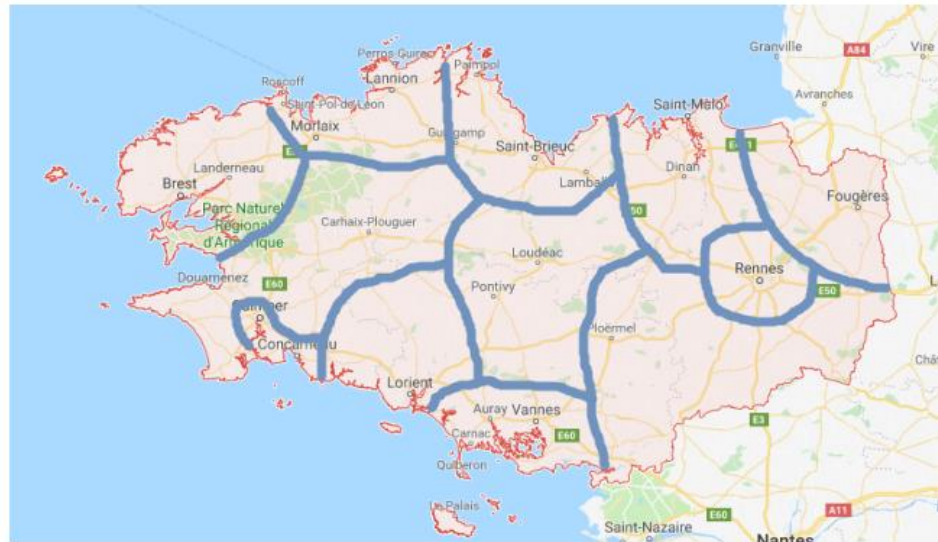 Granville
A84
Vire
Perros-Guirec
Paimpol
Lannion
Roscoff
Avranches
Saint-Pol-de-Léon
Saint-Malo
Morlaix
Guingamp
Saint-Brieuc
Landerneau
Lamballe
Dinan
Brest
Fougères
Parc Naturel
Régional
d'Armorique
Carhaix-Plouguer
E50
Loudéac
Douarnenez
Rennes
E60
Pontivy
E50
Quimper
Ploërmel
Concarneau
Lorient
Auray
Vannes
Carnac
E60
E3
Quiberon
Le Palais
E60
A11
Saint-Nazaire
Nantes